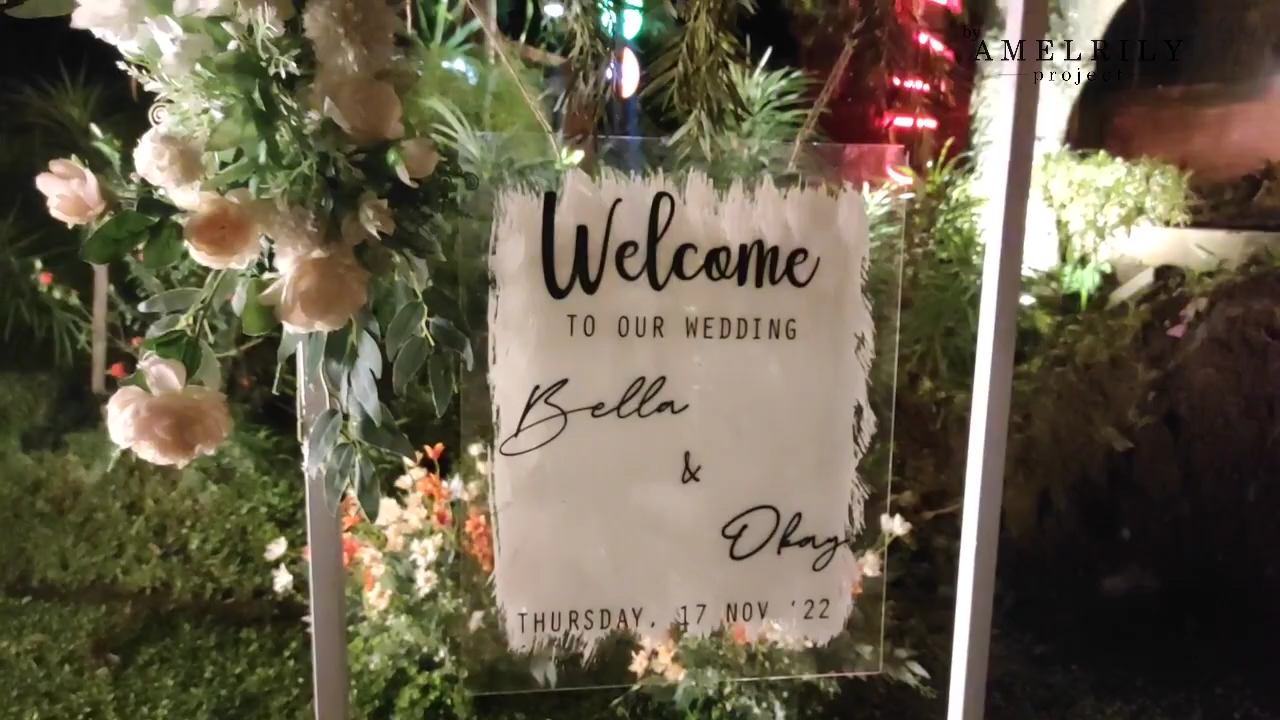 by
AMELRILY
project
Welcome
TO OUR WEDDING
Bella
&
Okay
THURSDAY, 17 NOV '22